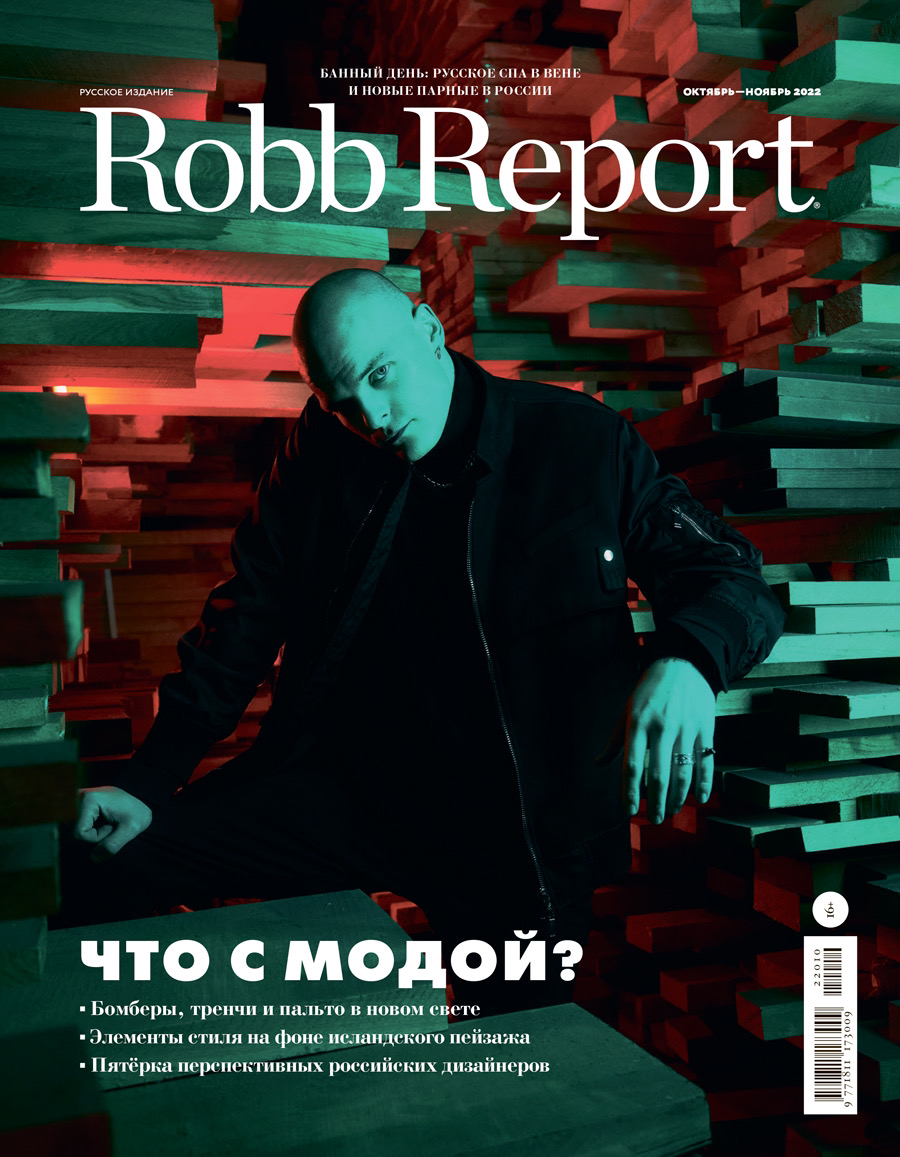 БАННЫЙ ДЕНЬ: РУССКОЕ СПА В ВЕНЕ
И НОВЫЕ ПАРНЫЕ В РОССИИ
РУССКОЕ ИЗДАНИЕ
ОКТЯБРЬ—НОЯБРЬ 2022
Robb Report®
16+
ЧТО С МОДОЙ?
▪ Бомберы, тренчи и пальто в новом свете
▪ Элементы стиля на фоне исландского пейзажа
▪ Пятёрка перспективных российских дизайнеров
22010
9 771811 173009